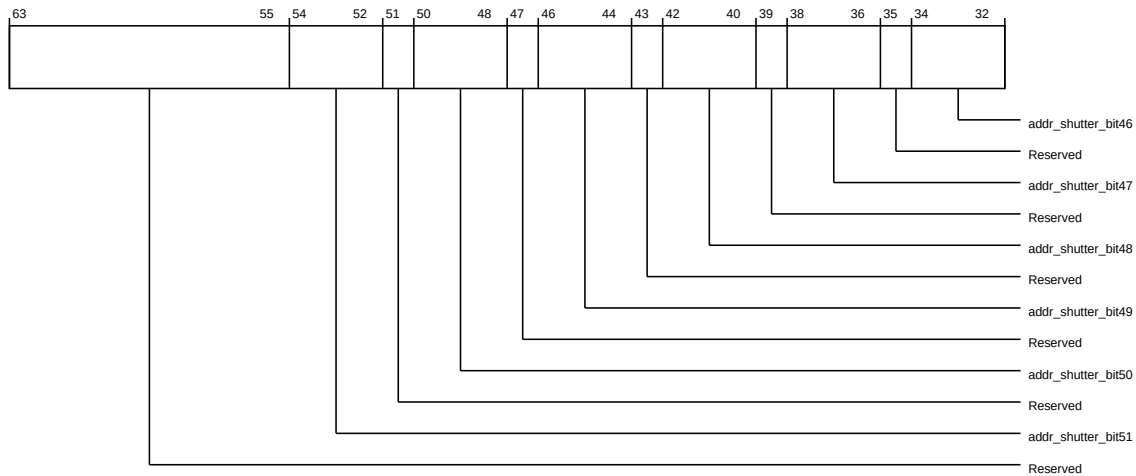 63 55 54 52 51 50 48 47 46 44 43 42 40 39 38 36 35 34 32
addr_shutter_bit46
Reserved
addr_shutter_bit47
Reserved
addr_shutter_bit48
Reserved
addr_shutter_bit49
Reserved
addr_shutter_bit50
Reserved
addr_shutter_bit51
Reserved